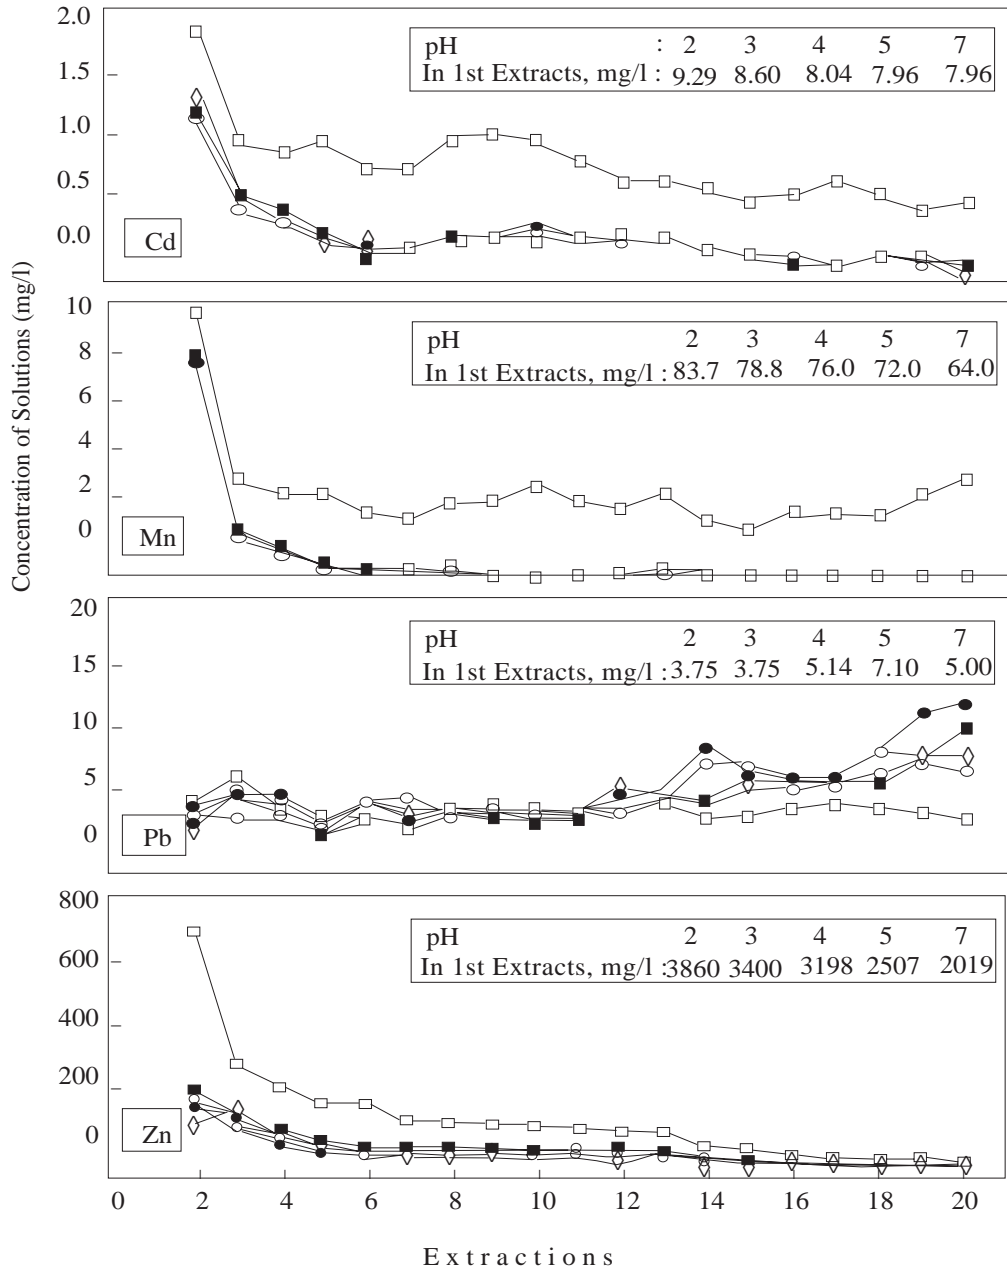 Concentration of Solutions (mg/l)
2.0
1.5
1.0
0.5
0.0
pH : 2 3 4 5 7
In 1st Extracts, mg/l : 9.29 8.60 8.04 7.96 7.96
Cd
10
8
6
4
2
0
pH 2 3 4 5 7
In 1st Extracts, mg/l : 83.7 78.8 76.0 72.0 64.0
Mn
20
15
10
5
0
pH 2 3 4 5 7
In 1st Extracts, mg/l : 3.75 3.75 5.14 7.10 5.00
Pb
800
600
400
200
0
pH 2 3 4 5 7
In 1st Extracts, mg/l : 3860 3400 3198 2507 2019
Zn
0 2 4 6 8 10 12 14 16 18 20
Extractions